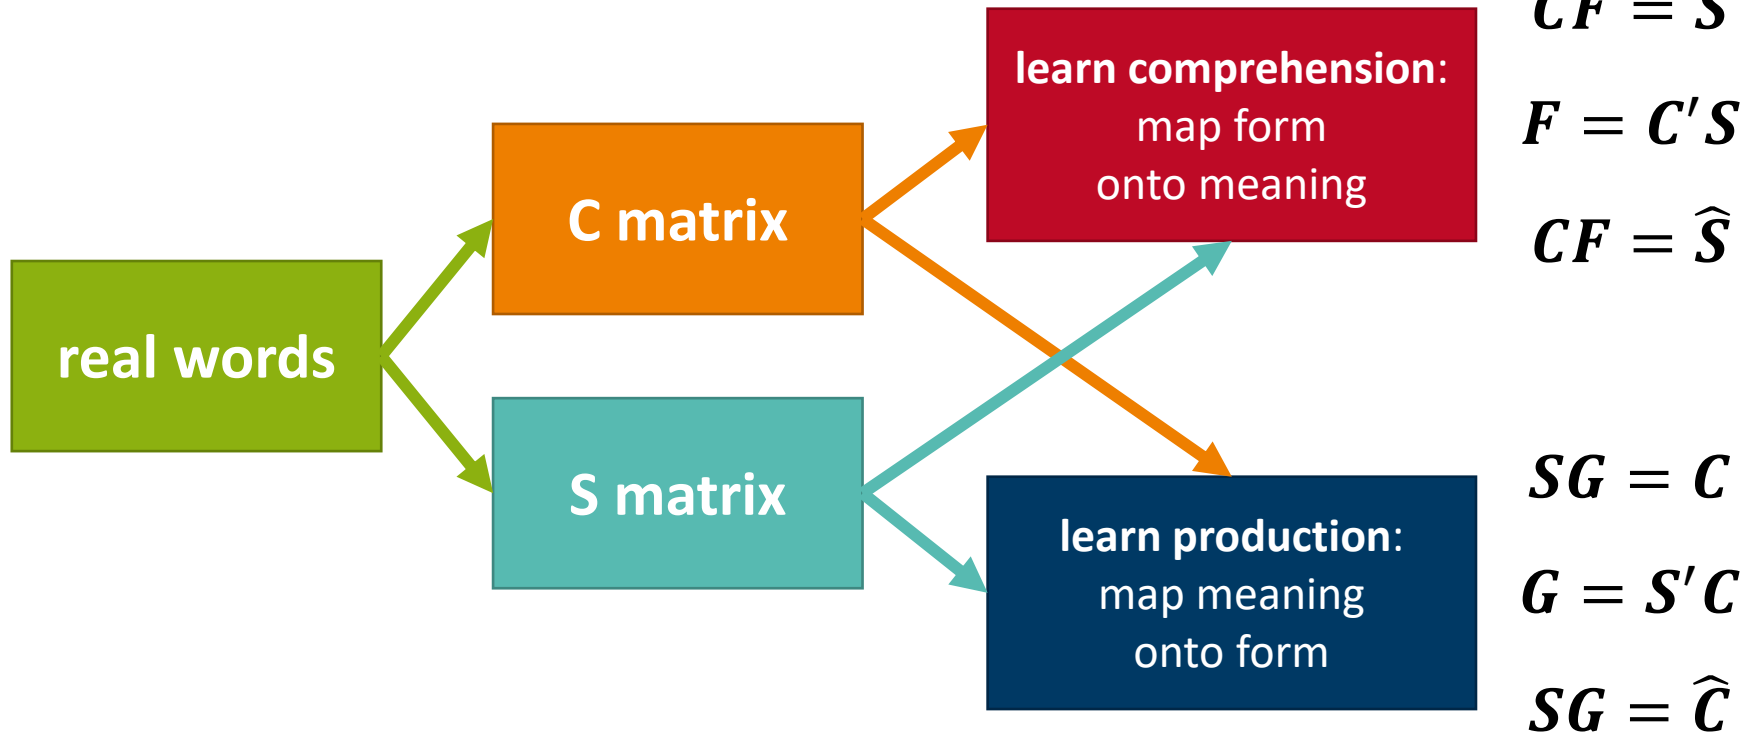 real words
C matrix
S matrix
learn comprehension:
map form
onto meaning
learn production:
map meaning
onto form
CF = S
F = C′S
CF = Ŝ
SG = C
G = S′C
SG = Ĉ